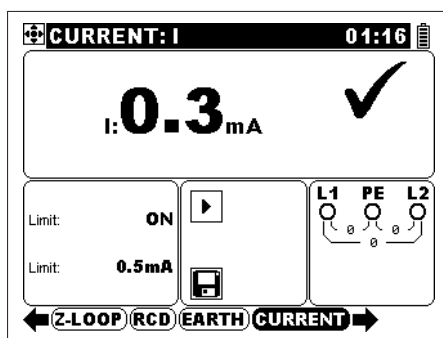 CURRENT: I 01:16
I: 0.3 mA
Limit: ON
Limit: 0.5mA
L1 PE L2
0 0
0
Z-LOOP RCD EARTH CURRENT